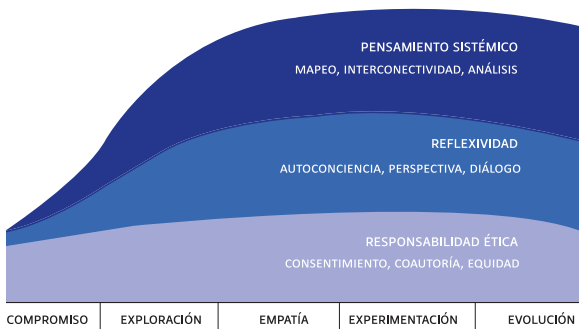 PENSAMIENTO SISTÉMICO
MAPEO, INTERCONECTIVIDAD, ANÁLISIS
REFLEXIVIDAD
AUTOCONCIENCIA, PERSPECTIVA, DIÁLOGO
RESPONSABILIDAD ÉTICA
CONSENTIMIENTO, COAUTORÍA, EQUIDAD
COMPROMISO EXPLORACIÓN EMPATÍA EXPERIMENTACIÓN EVOLUCIÓN